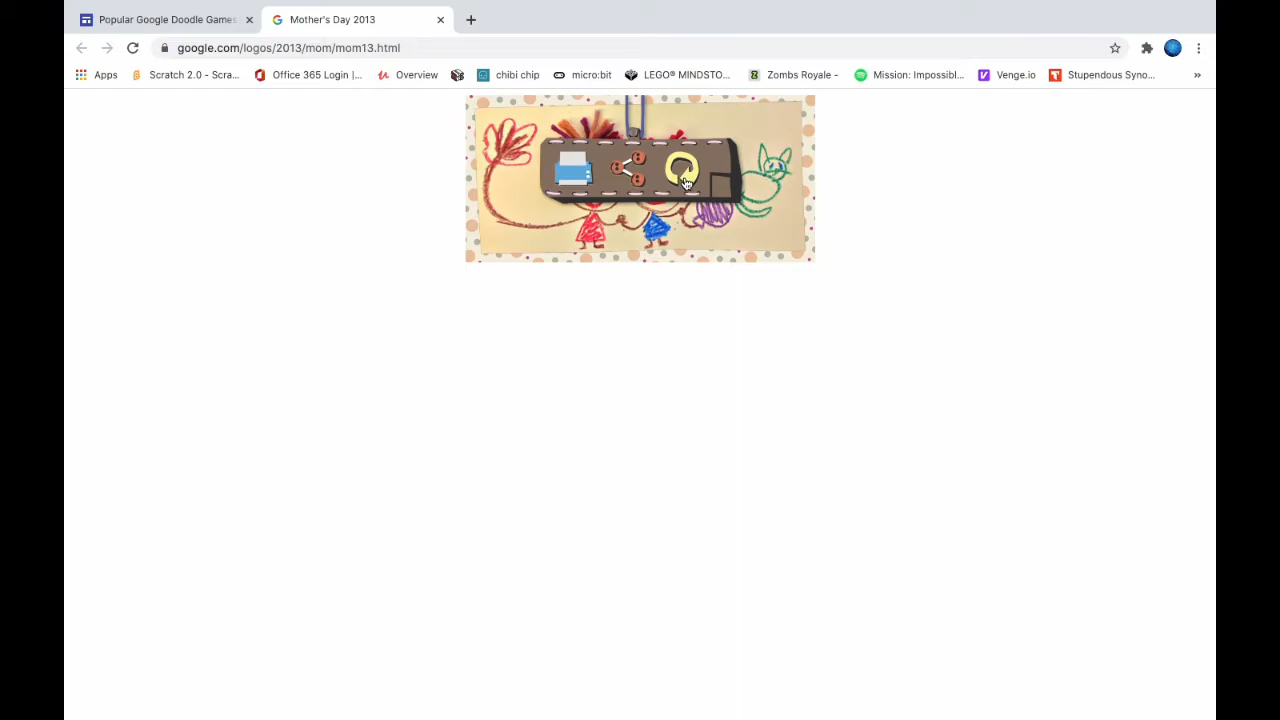 Popular Google Doodle Games
Mother's Day 2013
google.com/logos/2013/mom/mom13.html
Apps
Scratch 2.0 - Scra...
Office 365 Login |...
Overview
chibi chip
micro:bit
LEGO® MINDSTO...
Zombs Royale -
Mission: Impossibl...
Venge.io
Stupendous Syno...
»